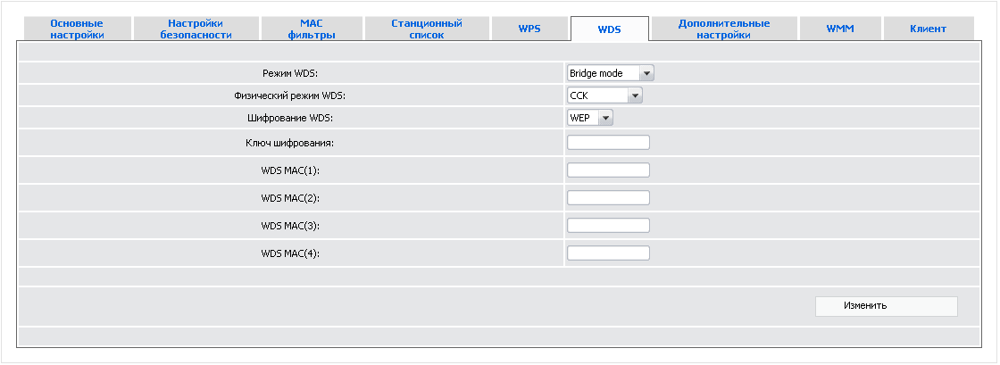 Основные настройки
Настройки безопасности
MAC фильтры
Станционный список
WPS
WDS
Дополнительные настройки
WMM
Клиент
Режим WDS:
Bridge mode
Физический режим WDS:
CCK
Шифрование WDS:
WEP
Ключ шифрования:
WDS MAC(1):
WDS MAC(2):
WDS MAC(3):
WDS MAC(4):
Изменить